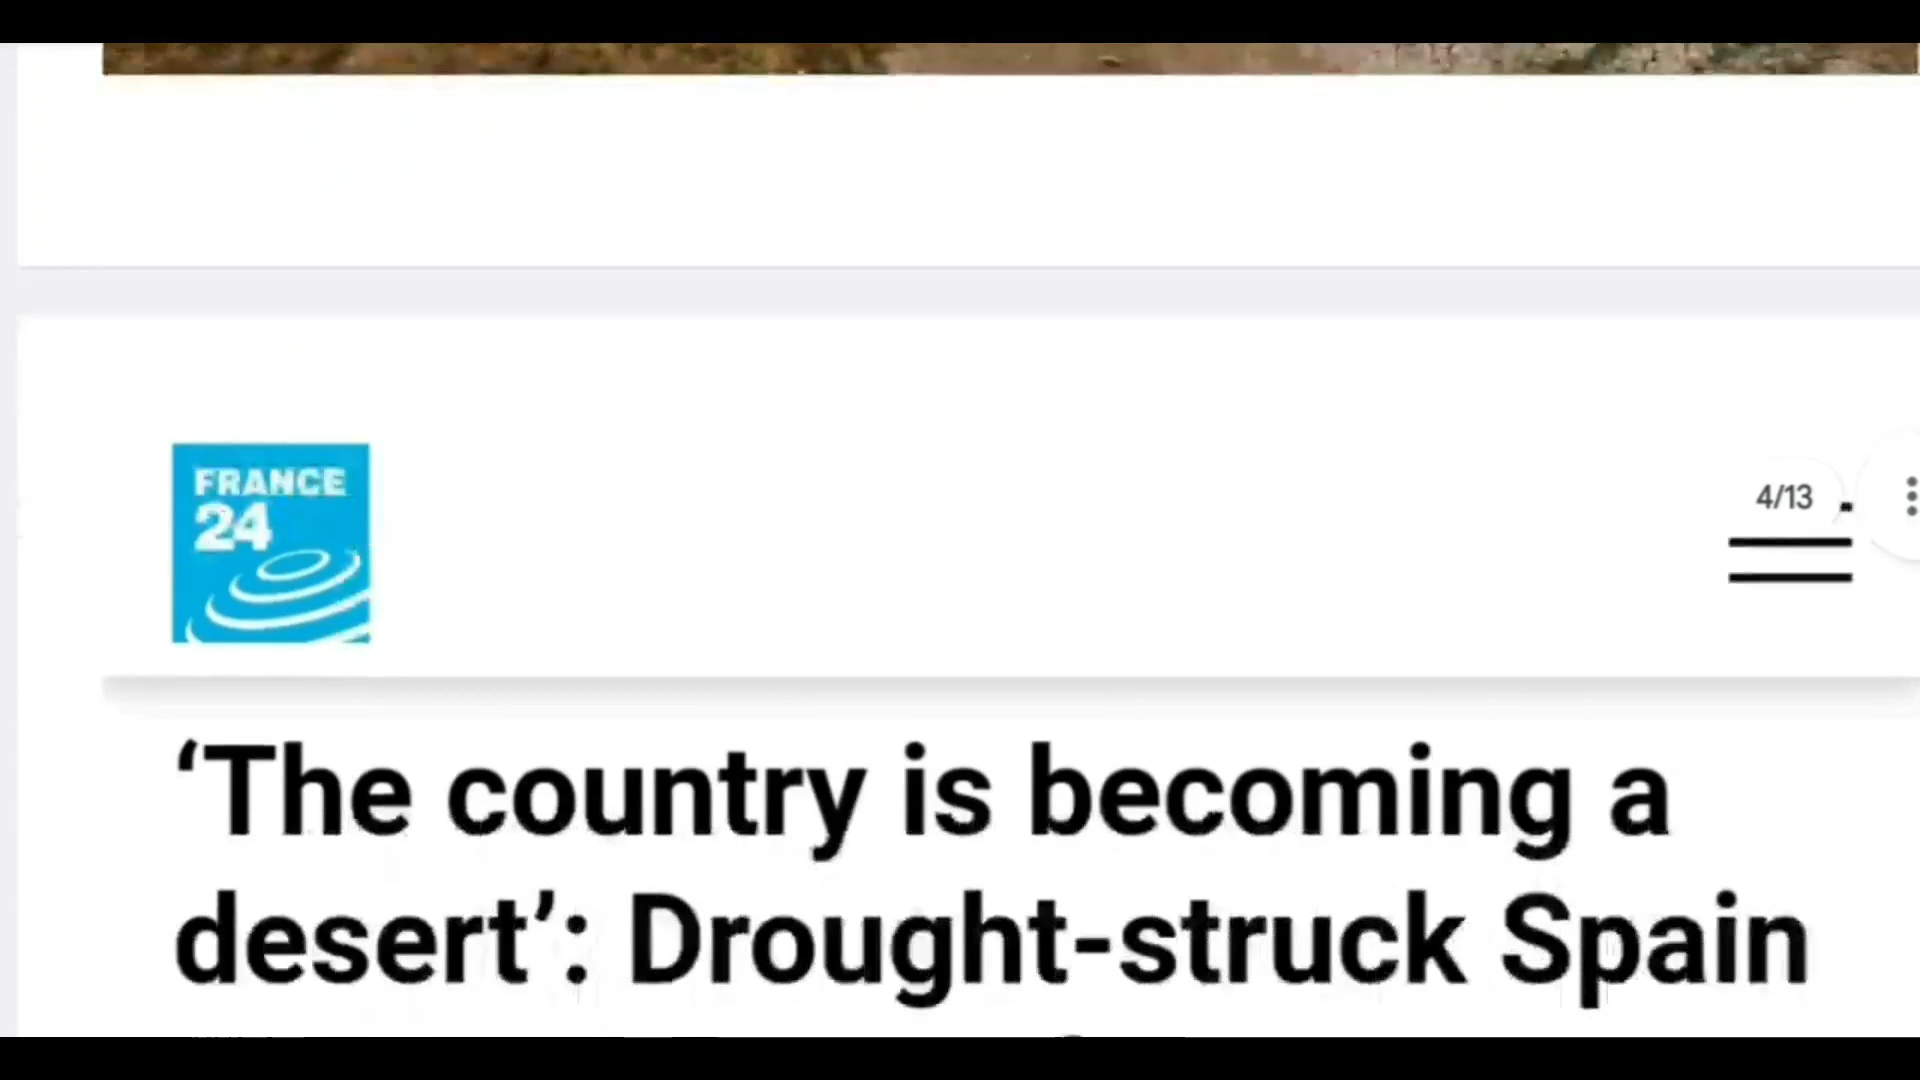 FRANCE
24
4/13
‘The country is becoming a
desert’: Drought-struck Spain